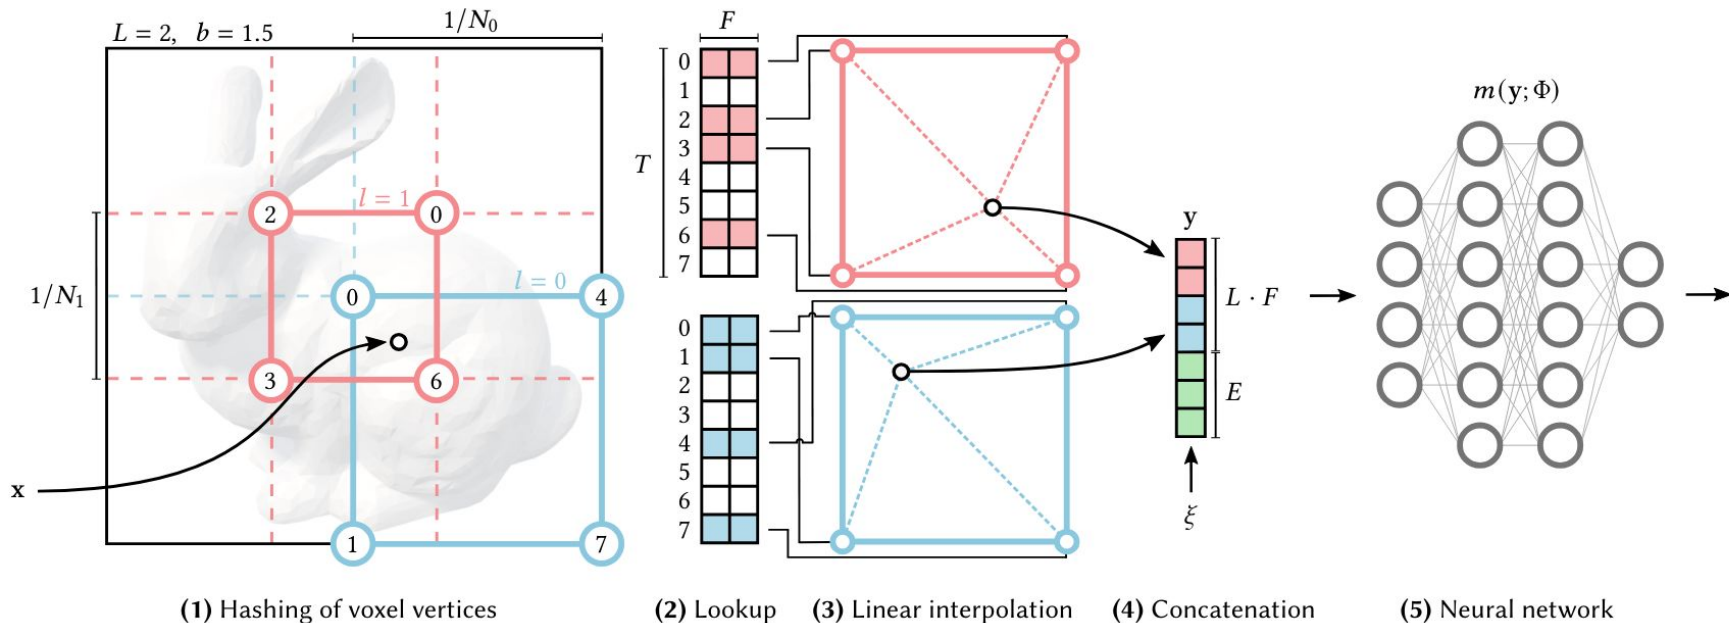 L = 2, b = 1.5
1/N₀
l = 1
2
0
l = 0
0
4
1/N₁
3
6
x
1
7
F
T
0
1
2
3
4
5
6
7
0
1
2
3
4
5
6
7
y
L · F
E
ξ
m(y; Φ)
(1) Hashing of voxel vertices
(2) Lookup
(3) Linear interpolation
(4) Concatenation
(5) Neural network